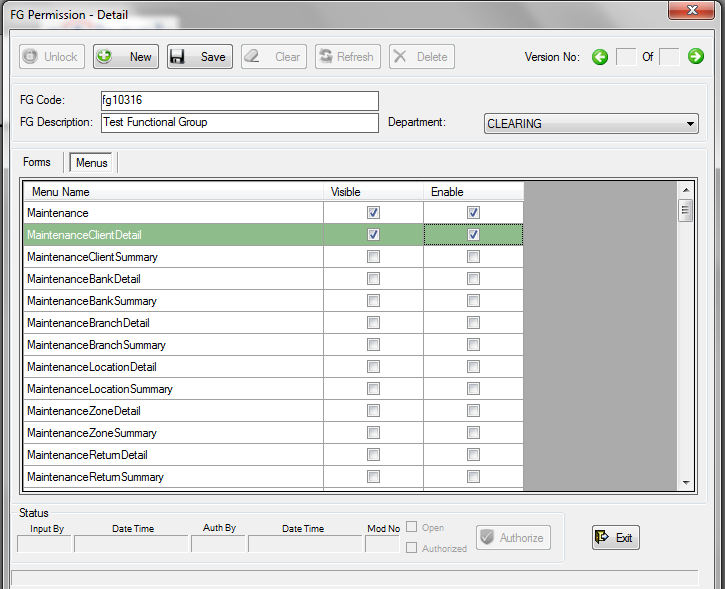 FG Permission - Detail
Unlock New Save Clear Refresh Delete Version No: Of
FG Code: fg10316
FG Description: Test Functional Group Department: CLEARING
Forms Menus
Menu Name Visible Enable
Maintenance
MaintenanceClientDetail
MaintenanceClientSummary
MaintenanceBankDetail
MaintenanceBankSummary
MaintenanceBranchDetail
MaintenanceBranchSummary
MaintenanceLocationDetail
MaintenanceLocationSummary
MaintenanceZoneDetail
MaintenanceZoneSummary
MaintenanceReturnDetail
MaintenanceReturnSummary
Status
Input By Date Time Auth By Date Time Mod No Open
Authorized Authorize Exit